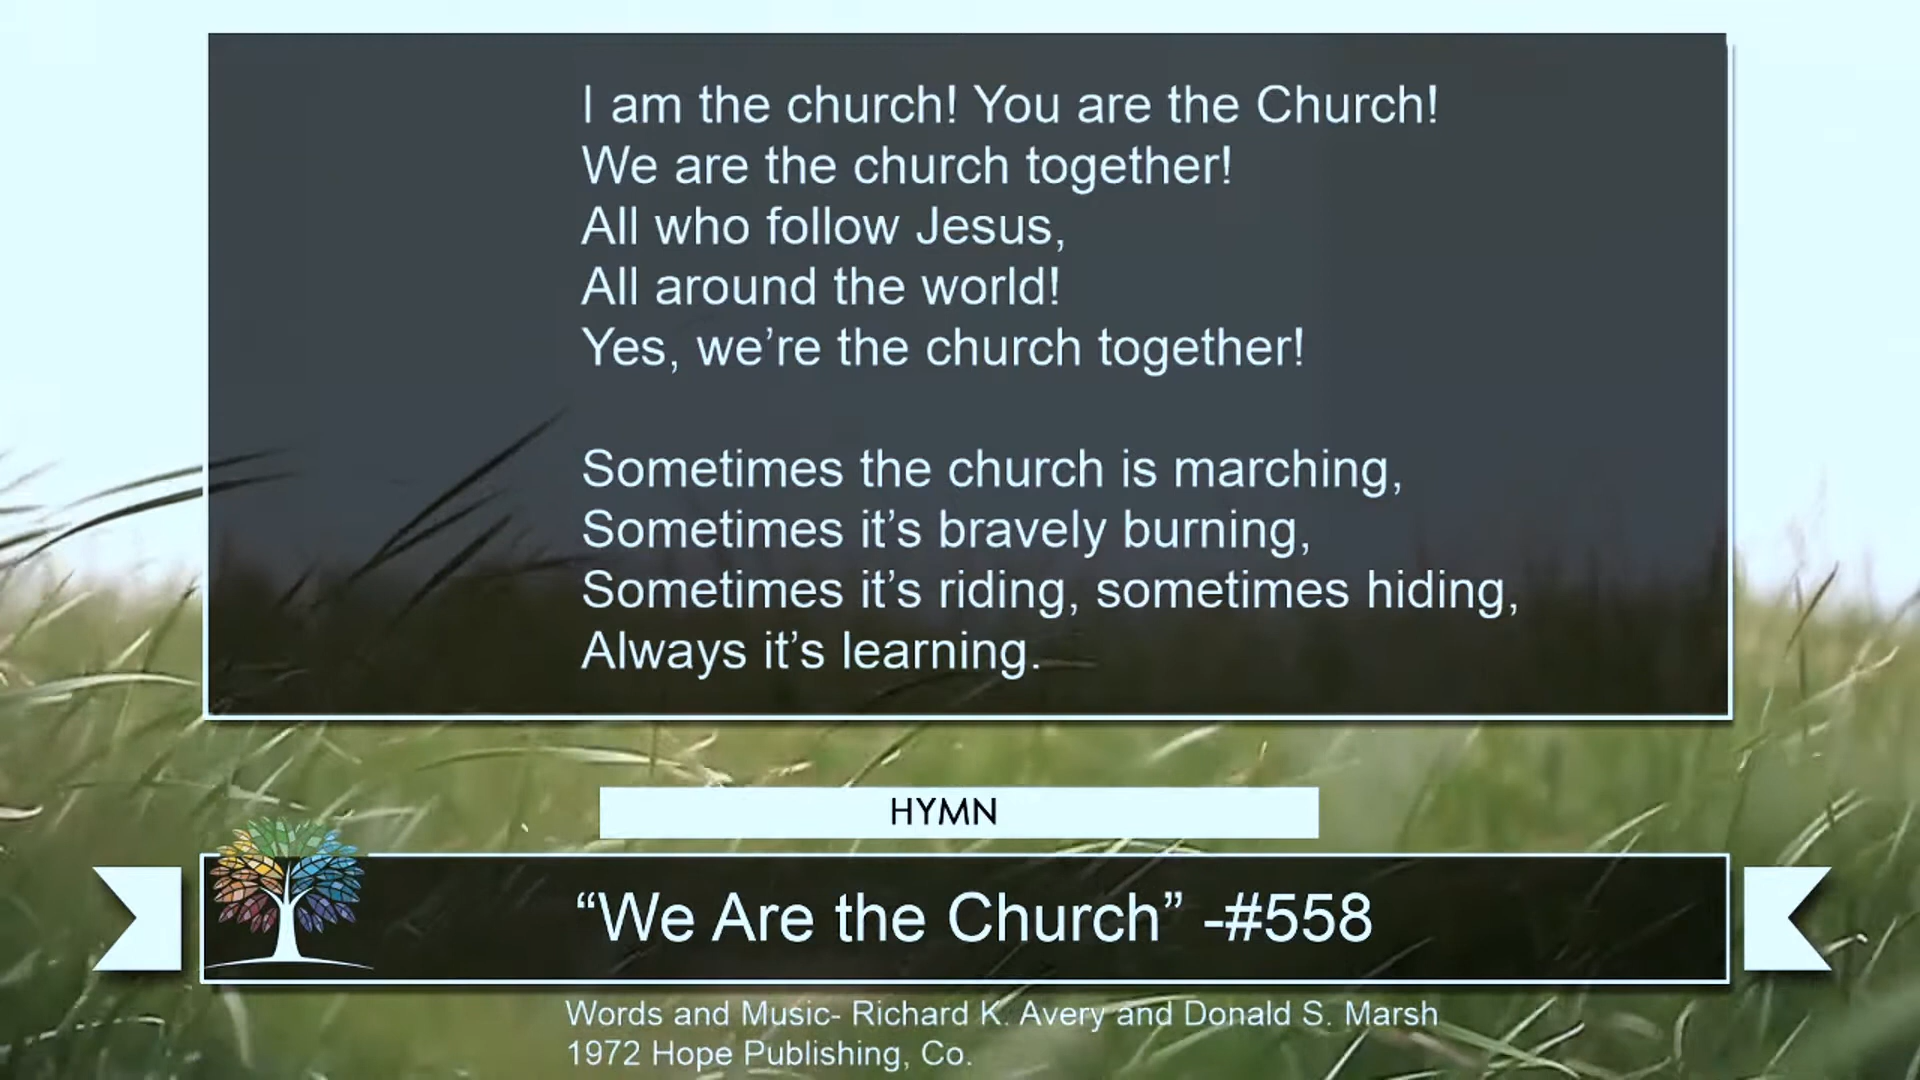 I am the church! You are the Church!
We are the church together!
All who follow Jesus,
All around the world!
Yes, we’re the church together!
Sometimes the church is marching,
Sometimes it’s bravely burning,
Sometimes it’s riding, sometimes hiding,
Always it’s learning.
HYMN
“We Are the Church” -#558
Words and Music- Richard K. Avery and Donald S. Marsh
1972 Hope Publishing, Co.